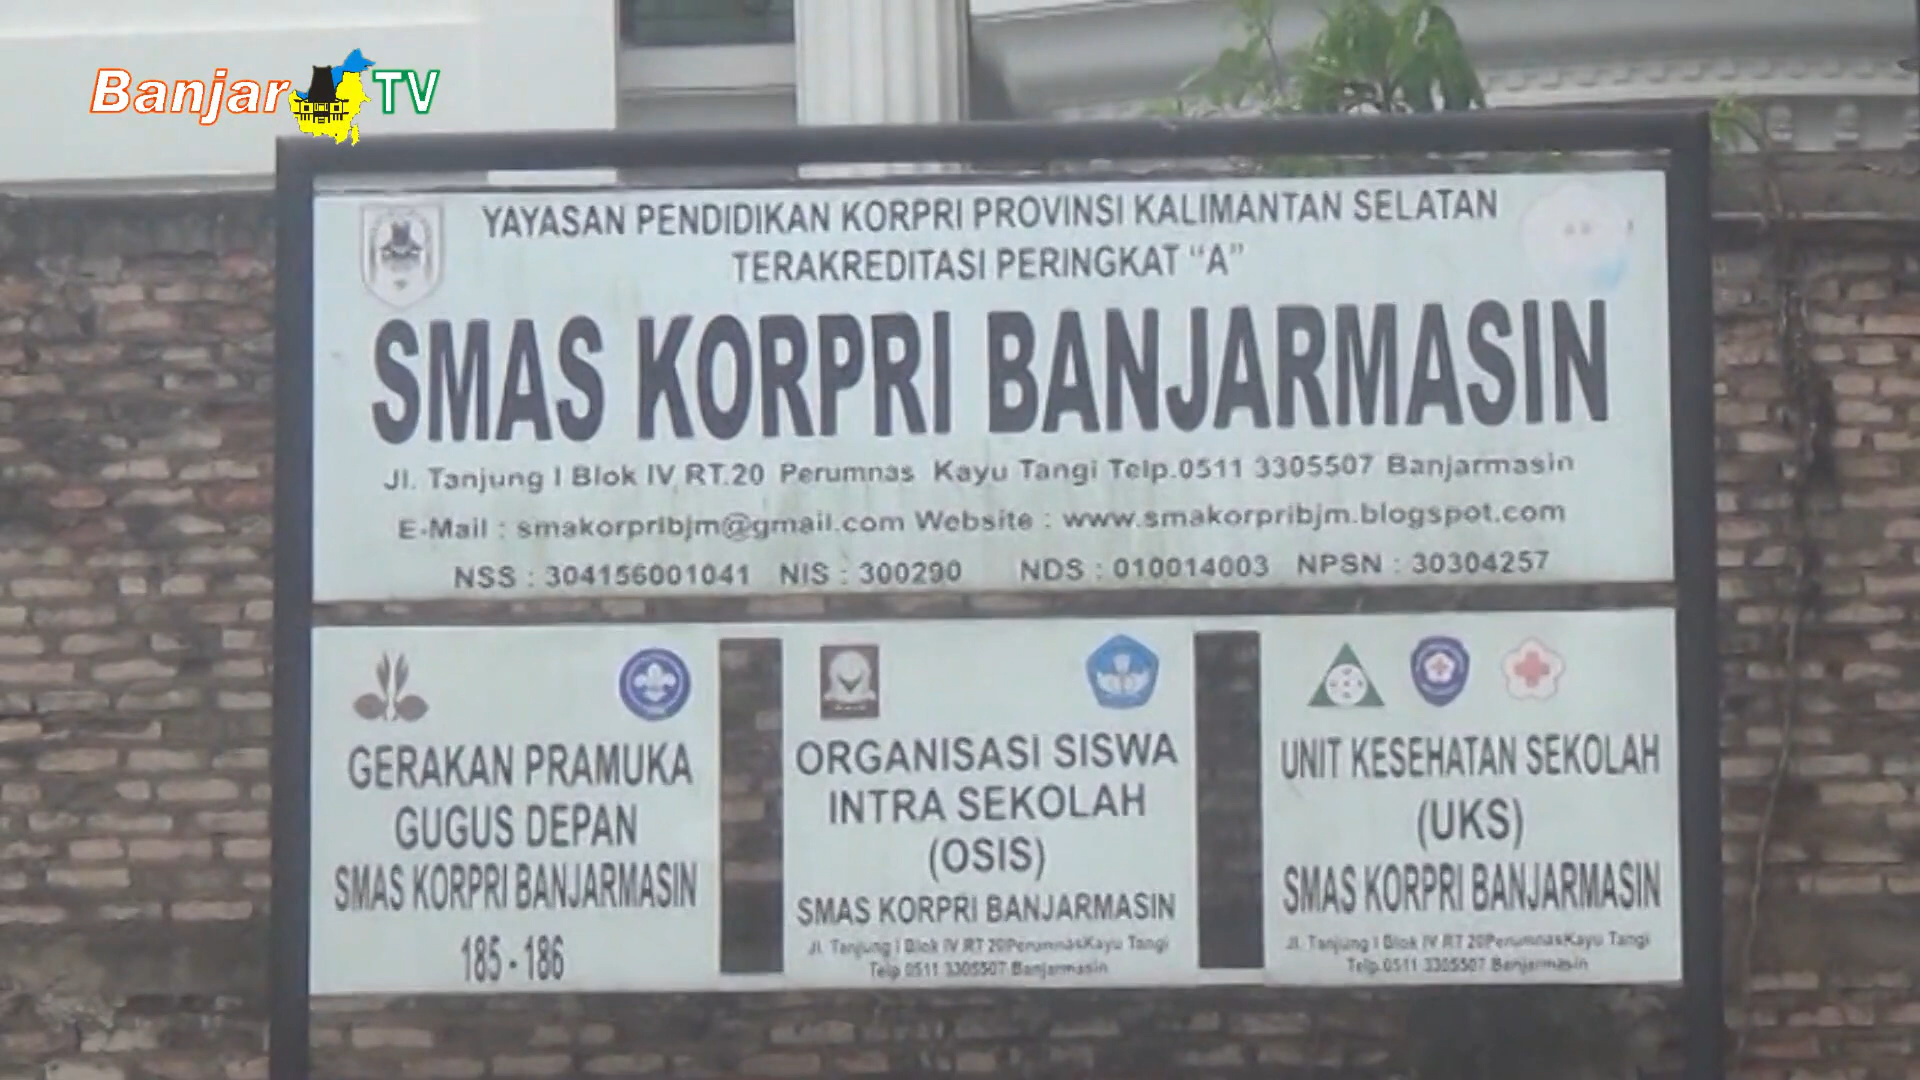 Banjar TV
YAYASAN PENDIDIKAN KORPRI PROVINSI KALIMANTAN SELATAN
TERAKREDITASI PERINGKAT “A”
SMAS KORPRI BANJARMASIN
Jl. Tanjung I Blok IV RT.20 Perumnas Kayu Tangi Telp.0511 3305507 Banjarmasin
E-Mail : smakorpribjm@gmail.com Website : www.smakorpribjm.blogspot.com
NSS : 304156001041 NIS : 300290 NDS : 010014003 NPSN : 30304257
GERAKAN PRAMUKA
GUGUS DEPAN
SMAS KORPRI BANJARMASIN
185 - 186
ORGANISASI SISWA
INTRA SEKOLAH
(OSIS)
SMAS KORPRI BANJARMASIN
Jl. Tanjung I Blok IV RT 20PerumnasKayu Tangi
Telp 0511 3305507 Banjarmasin
UNIT KESEHATAN SEKOLAH
(UKS)
SMAS KORPRI BANJARMASIN
Jl. Tanjung I Blok IV RT 20PerumnasKayu Tangi
Telp.0511 3305507 Banjarmasin